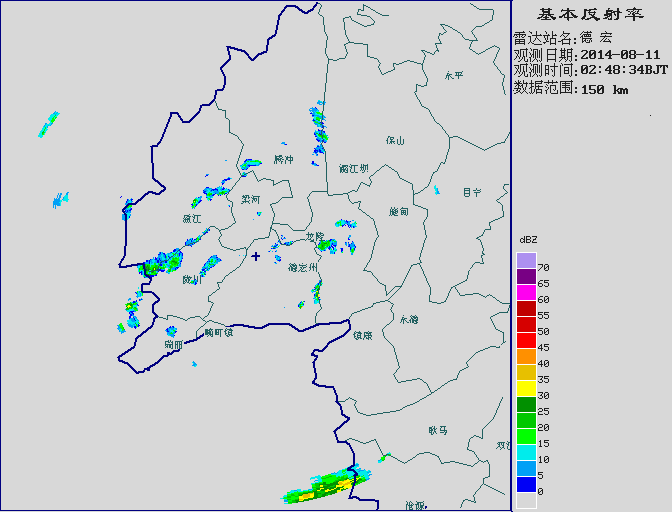 基本反射率
雷达站名:德 宏
观测日期:2014-08-11
观测时间:02:48:34BJT
数据范围:150 km
永平
保山
腾冲
潞江坝
昌宁
梁河
施甸
盈江
龙陵
德宏州
陇川
永德
镇康
畹町镇
瑞丽
耿马
双江
沧源
dBZ
70
65
60
55
50
45
40
35
30
25
20
15
10
5
0